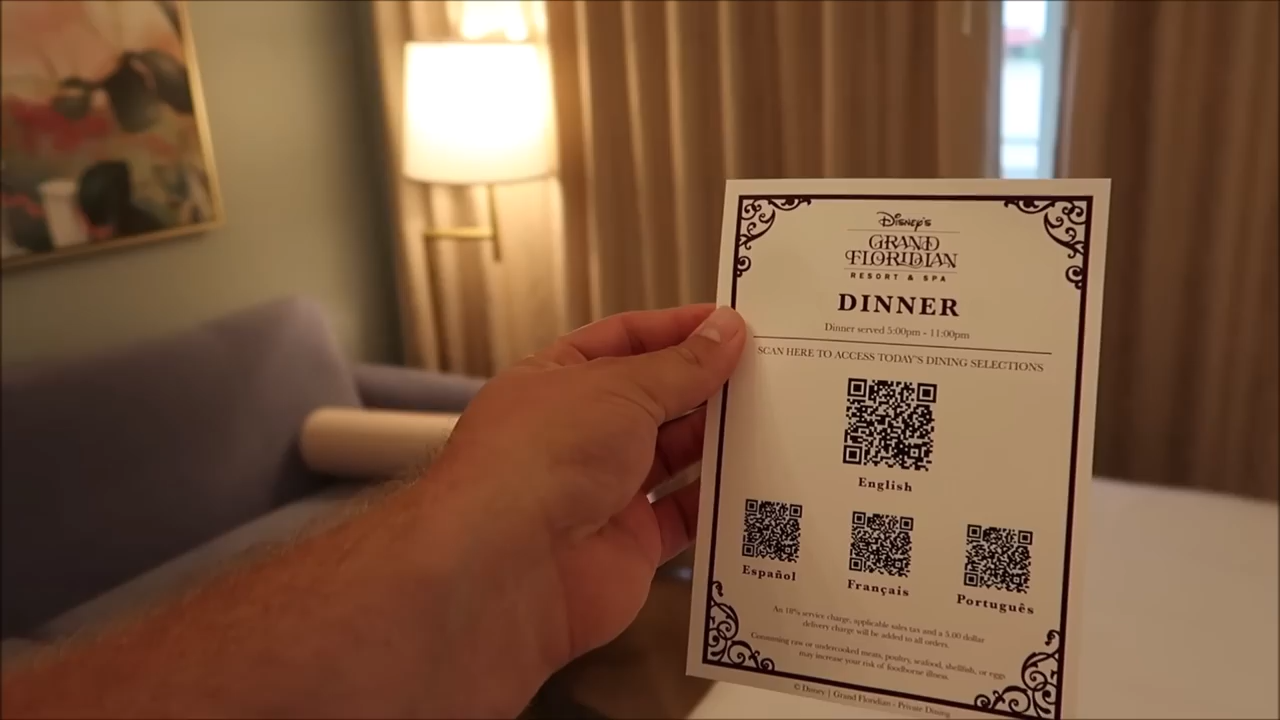 Disney's
GRAND
FLORIDIAN
RESORT & SPA
DINNER
Dinner served 5:00pm - 11:00pm
SCAN HERE TO ACCESS TODAY'S DINING SELECTIONS
English
Español
Français
Português
An 18% service charge, applicable sales tax and a 5.00 dollar
delivery charge will be added to all orders.
Consuming raw or undercooked meats, poultry, seafood, shellfish, or eggs
may increase your risk of foodborne illness.
© Disney | Grand Floridian - Private Dining